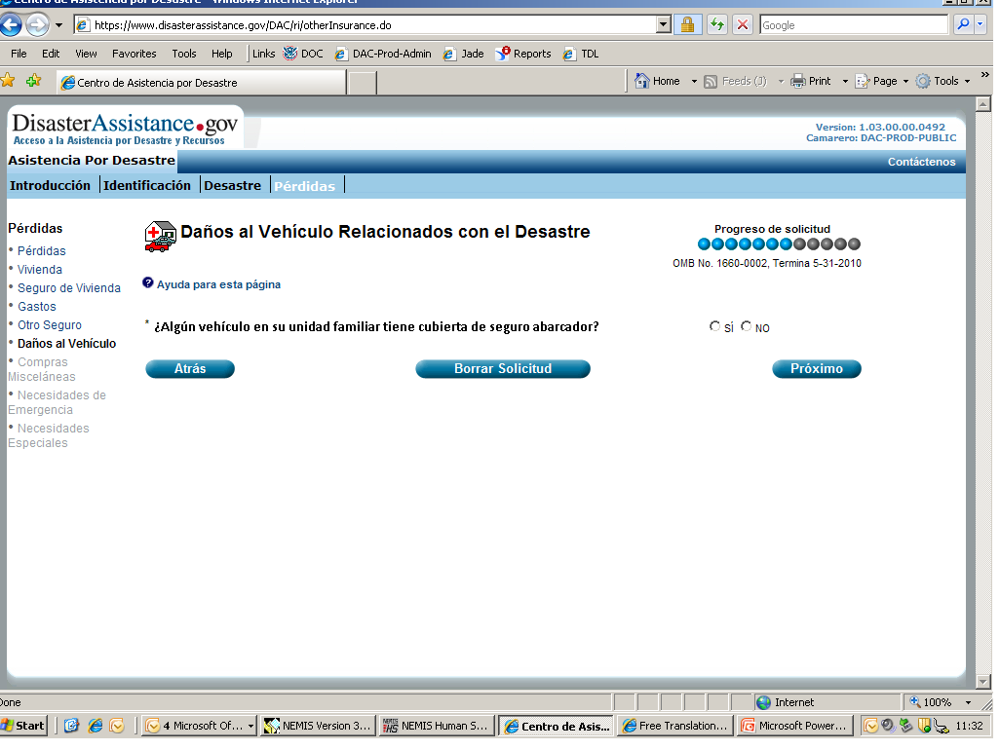 Centro de Asistencia por Desastre - Windows Internet Explorer
https://www.disasterassistance.gov/DAC/ri/otherInsurance.do
Google
File Edit View Favorites Tools Help Links DOC DAC-Prod-Admin Jade Reports TDL
Centro de Asistencia por Desastre
Home Feeds (J) Print Page Tools »
DisasterAssistance.gov
Acceso a la Asistencia por Desastre y Recursos
Version: 1.03.00.00.0492
Camarero: DAC-PROD-PUBLIC
Asistencia Por Desastre
Contáctenos
Introducción Identificación Desastre Pérdidas
Pérdidas
• Pérdidas
• Vivienda
• Seguro de Vivienda
• Gastos
• Otro Seguro
• Daños al Vehículo
• Compras
Misceláneas
• Necesidades de
Emergencia
• Necesidades
Especiales
Daños al Vehículo Relacionados con el Desastre
Progreso de solicitud
OMB No. 1660-0002, Termina 5-31-2010
? Ayuda para esta página
* ¿Algún vehículo en su unidad familiar tiene cubierta de seguro abarcador? SÍ NO
Atrás Borrar Solicitud Próximo
Done Internet 100%
Start 4 Microsoft Of... NEMIS Version 3... NEMIS Human S... Centro de Asis... Free Translation... Microsoft Power... 11:32